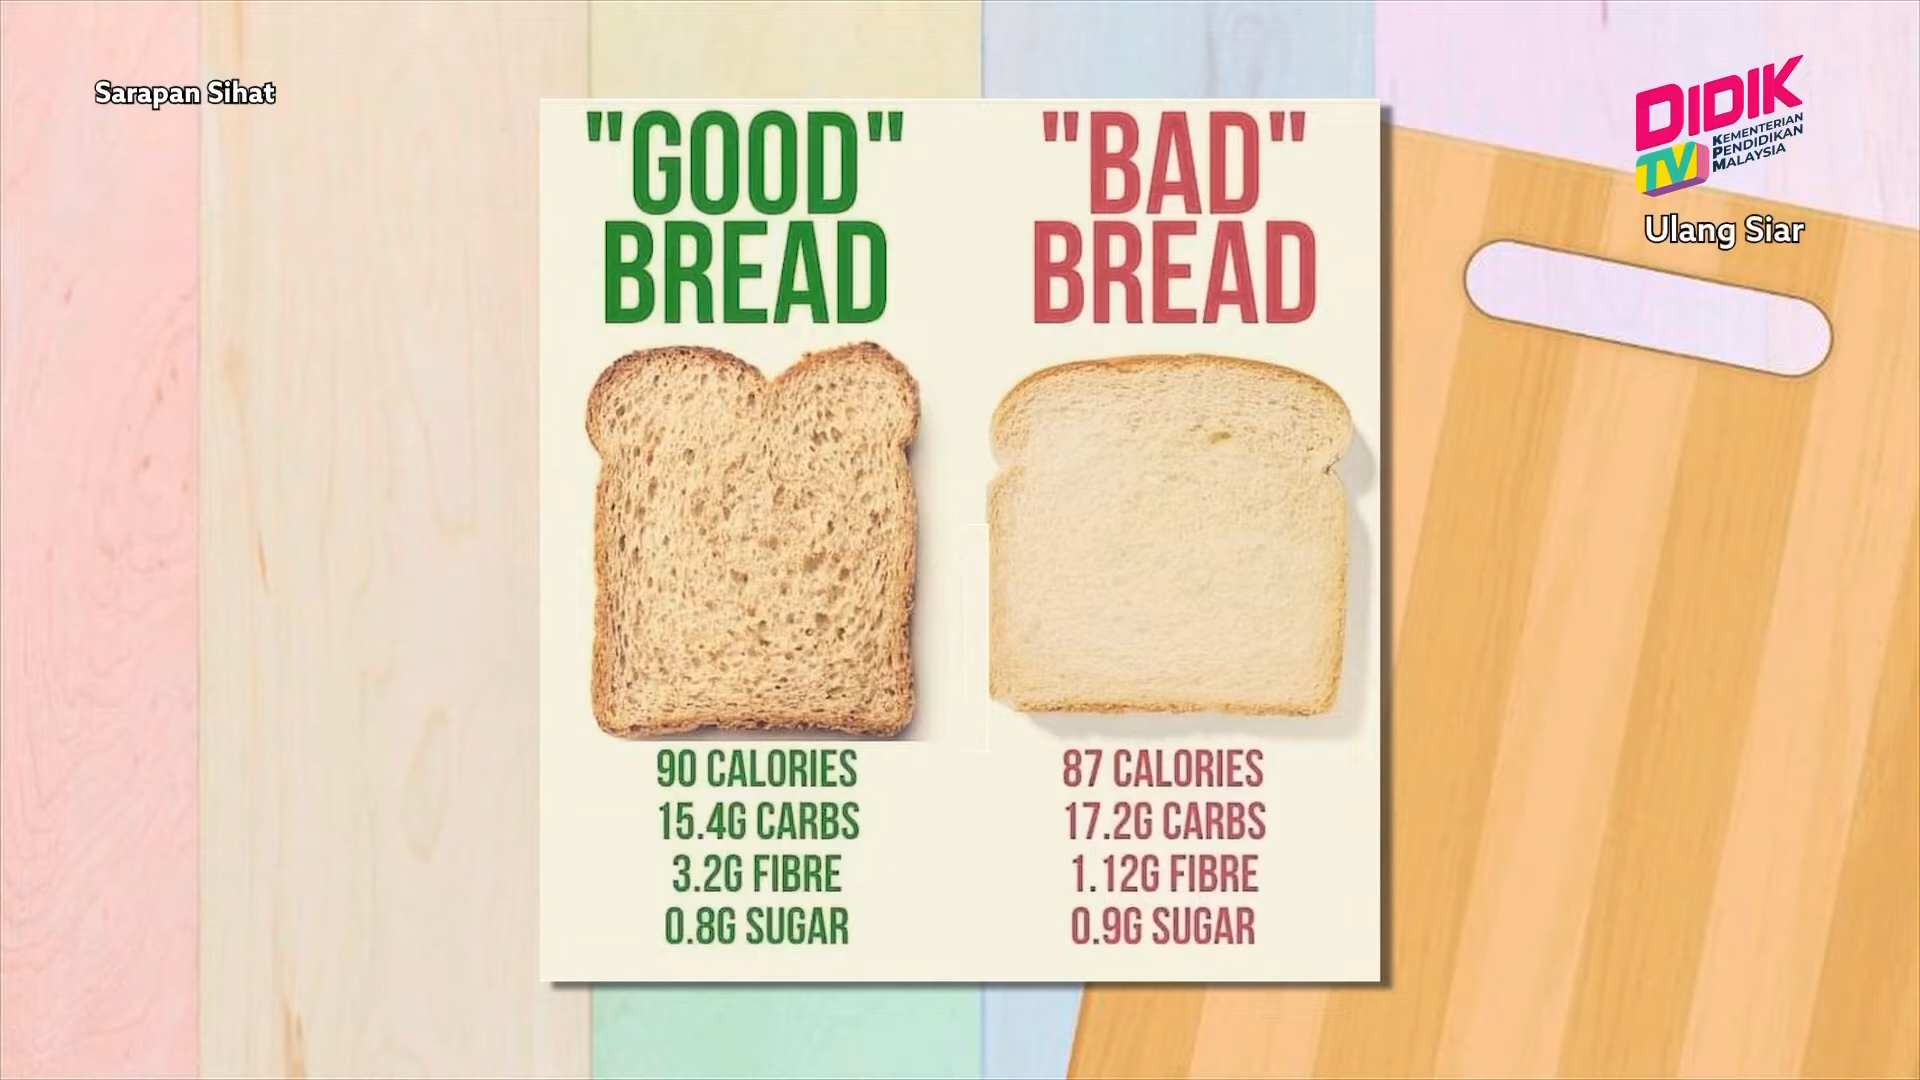 Sarapan Sihat
"GOOD"
BREAD
90 CALORIES
15.4G CARBS
3.2G FIBRE
0.8G SUGAR
"BAD"
BREAD
87 CALORIES
17.2G CARBS
1.12G FIBRE
0.9G SUGAR
DIDIK
TV
KEMENTERIAN
PENDIDIKAN
MALAYSIA
Ulang Siar